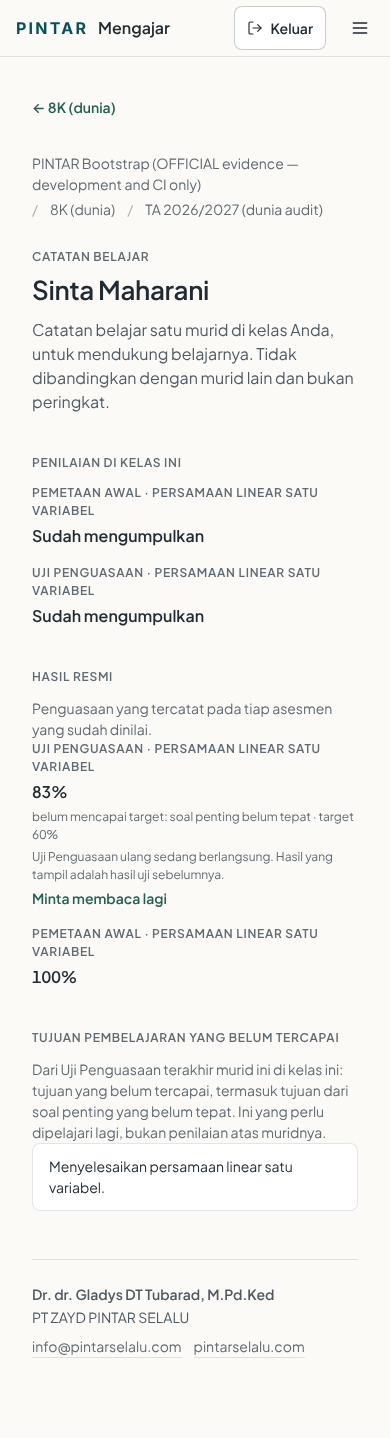 PINTAR Mengajar
Keluar
← 8K (dunia)
PINTAR Bootstrap (OFFICIAL evidence —
development and CI only)
/ 8K (dunia) / TA 2026/2027 (dunia audit)
CATATAN BELAJAR
Sinta Maharani
Catatan belajar satu murid di kelas Anda,
untuk mendukung belajarnya. Tidak
dibandingkan dengan murid lain dan bukan
peringkat.
PENILAIAN DI KELAS INI
PEMETAAN AWAL · PERSAMAAN LINEAR SATU
VARIABEL
Sudah mengumpulkan
UJI PENGUASAAN · PERSAMAAN LINEAR SATU
VARIABEL
Sudah mengumpulkan
HASIL RESMI
Penguasaan yang tercatat pada tiap asesmen
yang sudah dinilai.
UJI PENGUASAAN · PERSAMAAN LINEAR SATU
VARIABEL
83%
belum mencapai target: soal penting belum tepat · target
60%
Uji Penguasaan ulang sedang berlangsung. Hasil yang
tampil adalah hasil uji sebelumnya.
Minta membaca lagi
PEMETAAN AWAL · PERSAMAAN LINEAR SATU
VARIABEL
100%
TUJUAN PEMBELAJARAN YANG BELUM TERCAPAI
Dari Uji Penguasaan terakhir murid ini di kelas ini:
tujuan yang belum tercapai, termasuk tujuan dari
soal penting yang belum tepat. Ini yang perlu
dipelajari lagi, bukan penilaian atas muridnya.
Menyelesaikan persamaan linear satu
variabel.
Dr. dr. Gladys DT Tubarad, M.Pd.Ked
PT ZAYD PINTAR SELALU
info@pintarselalu.com pintarselalu.com